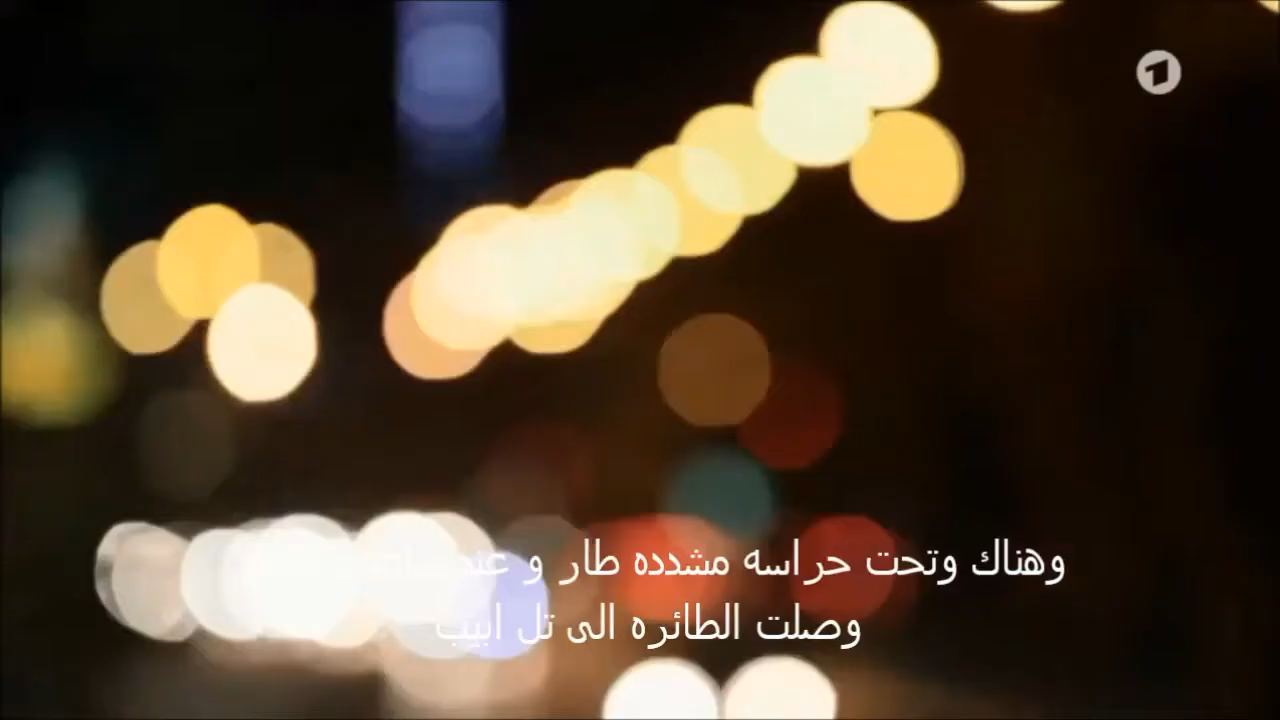 وهناك وتحت حراسه مشدده طار و
وصلت الطائره الى تل ابيب